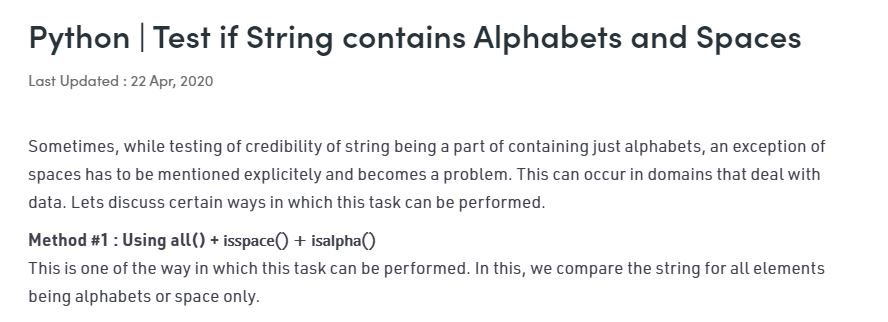 Python | Test if String contains Alphabets and Spaces
Last Updated : 22 Apr, 2020
Sometimes, while testing of credibility of string being a part of containing just alphabets, an exception of
spaces has to be mentioned explicitely and becomes a problem. This can occur in domains that deal with
data. Lets discuss certain ways in which this task can be performed.
Method #1 : Using all() + isspace() + isalpha()
This is one of the way in which this task can be performed. In this, we compare the string for all elements
being alphabets or space only.